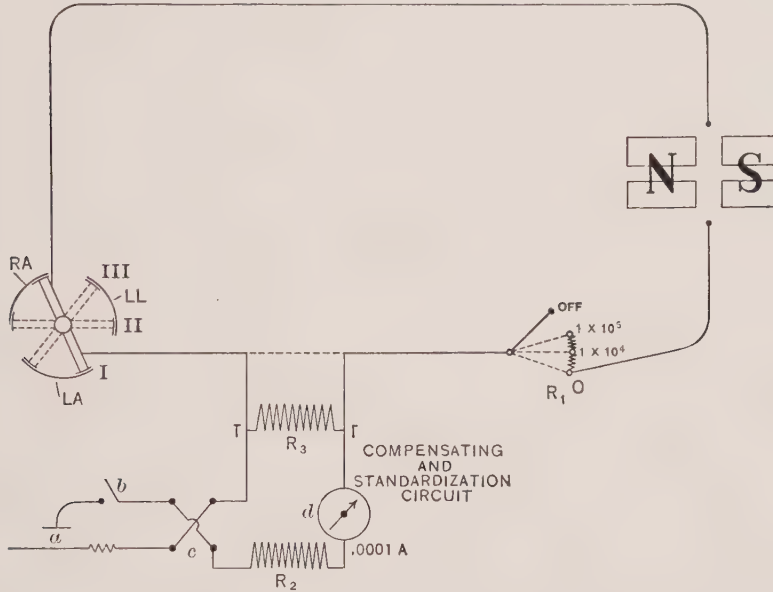 N S
RA
III
LL
II
I
LA
OFF
1 X 10⁵
1 X 10⁴
R₁ O
R₃
COMPENSATING
AND
STANDARDIZATION
CIRCUIT
b
d
a
c
.0001 A
R₂